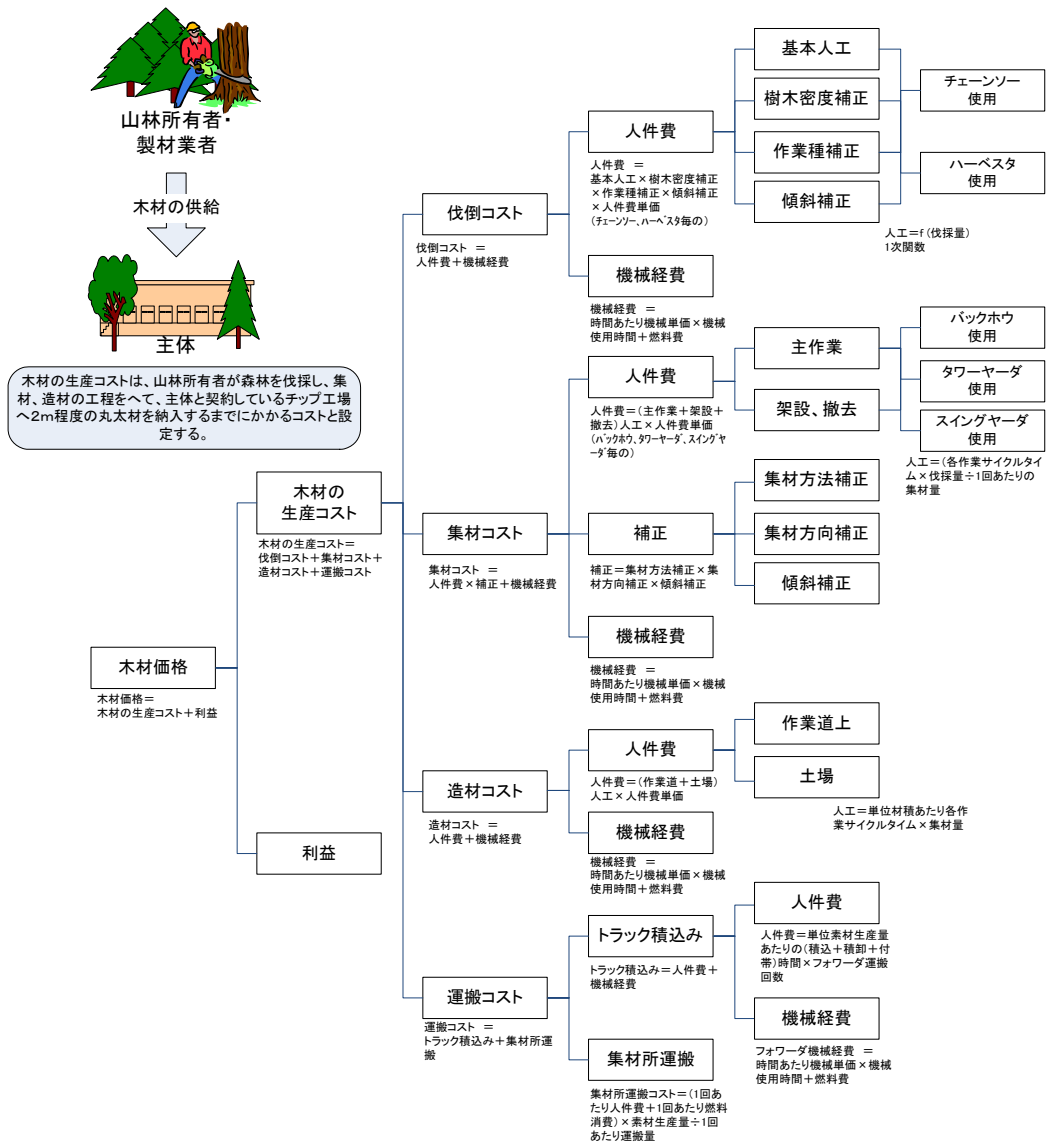 山林所有者・
製材業者
木材の供給
主体
木材の生産コストは、山林所有者が森林を伐採し、集
材、造材の工程をへて、主体と契約しているチップ工場
へ2m程度の丸太材を納入するまでにかかるコストと設
定する。
木材価格
木材価格＝
木材の生産コスト＋利益
木材の
生産コスト
木材の生産コスト＝
伐倒コスト＋集材コスト＋
造材コスト＋運搬コスト
利益
伐倒コスト
伐倒コスト ＝
人件費＋機械経費
人件費
人件費 ＝
基本人工×樹木密度補正
×作業種補正×傾斜補正
×人件費単価
(チェーンソー、ハーベスタ毎の)
基本人工
樹木密度補正
作業種補正
傾斜補正
チェーンソー
使用
ハーベスタ
使用
人工＝f (伐採量)
1次関数
機械経費
機械経費 ＝
時間あたり機械単価×機械
使用時間＋燃料費
集材コスト
集材コスト ＝
人件費×補正＋機械経費
人件費
人件費＝(主作業＋架設＋
撤去)人工×人件費単価
(バックホウ、タワーヤーダ、スイングヤ
ーダ毎の)
主作業
架設、撤去
バックホウ
使用
タワーヤーダ
使用
スイングヤーダ
使用
人工＝(各作業サイクルタイ
ム×伐採量÷1回あたりの
集材量
補正
補正＝集材方法補正×集
材方向補正×傾斜補正
集材方法補正
集材方向補正
傾斜補正
機械経費
機械経費 ＝
時間あたり機械単価×機械
使用時間＋燃料費
造材コスト
造材コスト ＝
人件費＋機械経費
人件費
人件費＝(作業道＋土場)
人工×人件費単価
作業道上
土場
人工＝単位材積あたり各作
業サイクルタイム×集材量
機械経費
機械経費 ＝
時間あたり機械単価×機械
使用時間＋燃料費
運搬コスト
運搬コスト ＝
トラック積込み＋集材所運
搬
トラック積込み
トラック積込み＝人件費＋
機械経費
人件費
人件費＝単位素材生産量
あたりの(積込＋積卸＋付
帯)時間×フォワーダ運搬
回数
機械経費
フォワーダ機械経費 ＝
時間あたり機械単価×機械
使用時間＋燃料費
集材所運搬
集材所運搬コスト＝(1回あ
たり人件費＋1回あたり燃料
消費)×素材生産量÷1回
あたり運搬量